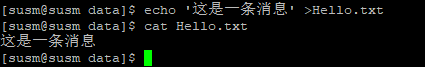 [susm@susm data]$ echo '这是一条消息' >Hello.txt
[susm@susm data]$ cat Hello.txt
这是一条消息
[susm@susm data]$